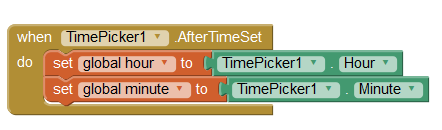 when TimePicker1 .AfterTimeSet
do set global hour to TimePicker1 . Hour
set global minute to TimePicker1 . Minute